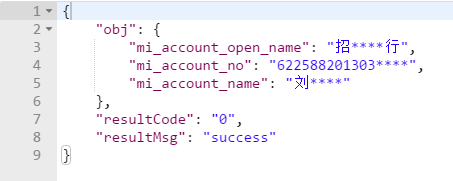 1 {
2 "obj": {
3 "mi_account_open_name": "招****行",
4 "mi_account_no": "622588201303****",
5 "mi_account_name": "刘****"
6 },
7 "resultCode": "0",
8 "resultMsg": "success"
9 }